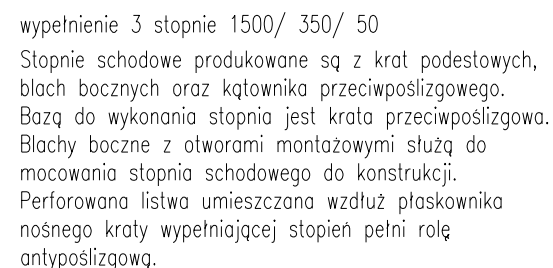 wypełnienie 3 stopnie 1500/ 350/ 50
Stopnie schodowe produkowane są z krat podestowych,
blach bocznych oraz kątownika przeciwpoślizgowego.
Bazą do wykonania stopnia jest krata przeciwpoślizgowa.
Blachy boczne z otworami montażowymi służą do
mocowania stopnia schodowego do konstrukcji.
Perforowana listwa umieszczana wzdłuż płaskownika
nośnego kraty wypełniającej stopień pełni rolę
antypoślizgową.